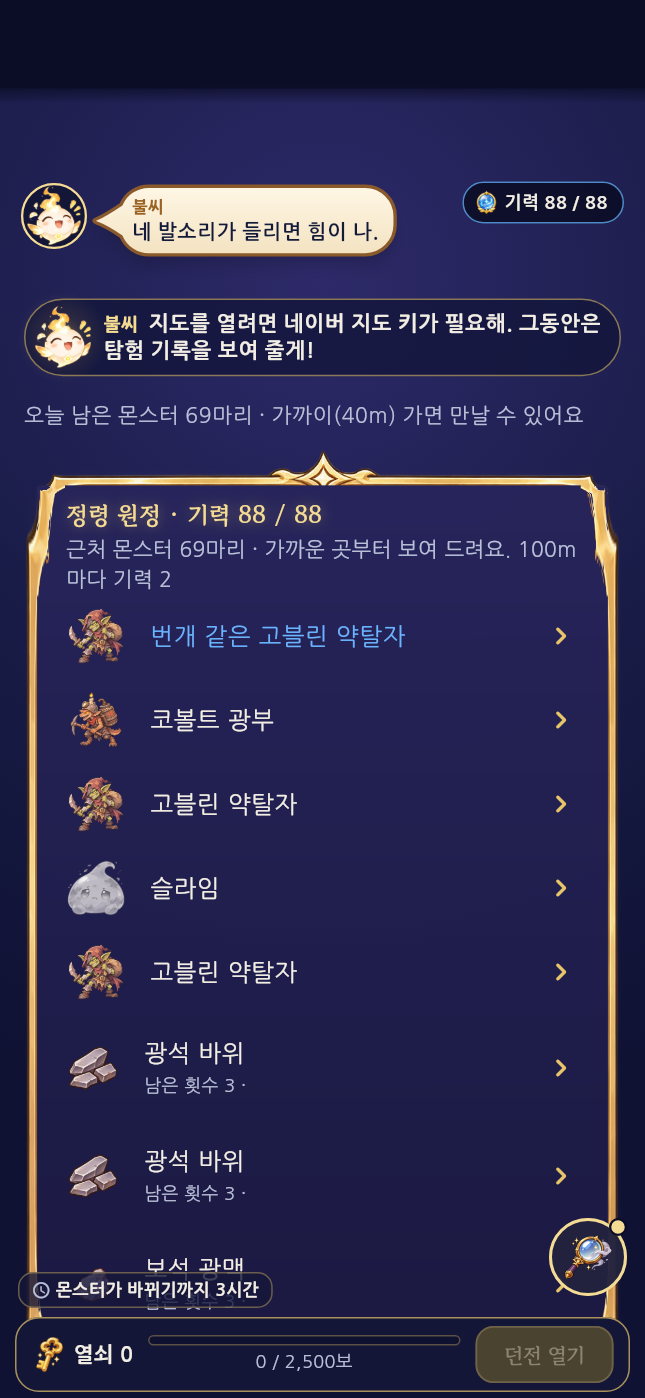 불씨
네 발소리가 들리면 힘이 나.
기력 88 / 88
불씨 지도를 열려면 네이버 지도 키가 필요해. 그동안은
탐험 기록을 보여 줄게!
오늘 남은 몬스터 69마리 · 가까이(40m) 가면 만날 수 있어요
정령 원정 · 기력 88 / 88
근처 몬스터 69마리 · 가까운 곳부터 보여 드려요. 100m
마다 기력 2
번개 같은 고블린 약탈자
코볼트 광부
고블린 약탈자
슬라임
고블린 약탈자
광석 바위
남은 횟수 3 ·
광석 바위
남은 횟수 3 ·
보석 광맥
남은 횟수 3 ·
몬스터가 바뀌기까지 3시간
열쇠 0
0 / 2,500보
던전 열기